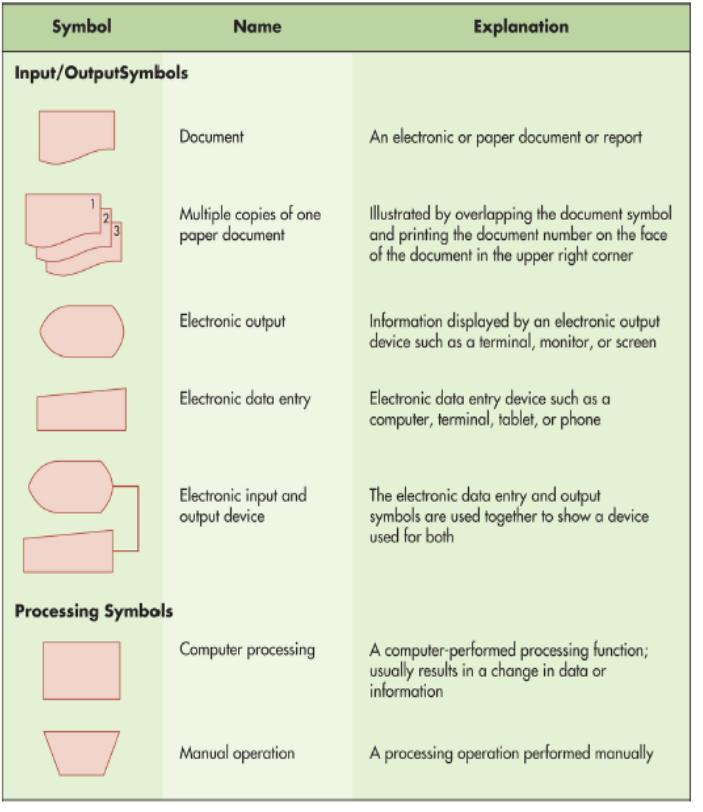 Symbol Name Explanation
Input/OutputSymbols
Document An electronic or paper document or report
1
2
3
Multiple copies of one
paper document
Illustrated by overlapping the document symbol
and printing the document number on the face
of the document in the upper right corner
Electronic output
Information displayed by an electronic output
device such as a terminal, monitor, or screen
Electronic data entry
Electronic data entry device such as a
computer, terminal, tablet, or phone
Electronic input and
output device
The electronic data entry and output
symbols are used together to show a device
used for both
Processing Symbols
Computer processing
A computer-performed processing function;
usually results in a change in data or
information
Manual operation A processing operation performed manually